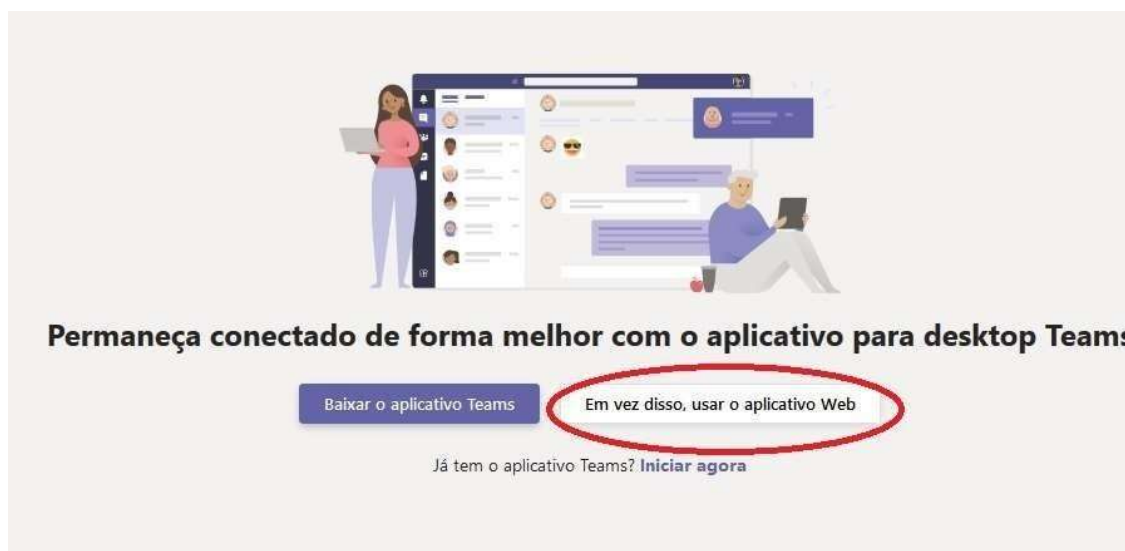 Permaneça conectado de forma melhor com o aplicativo para desktop Teams
Baixar o aplicativo Teams
Em vez disso, usar o aplicativo Web
Já tem o aplicativo Teams? Iniciar agora